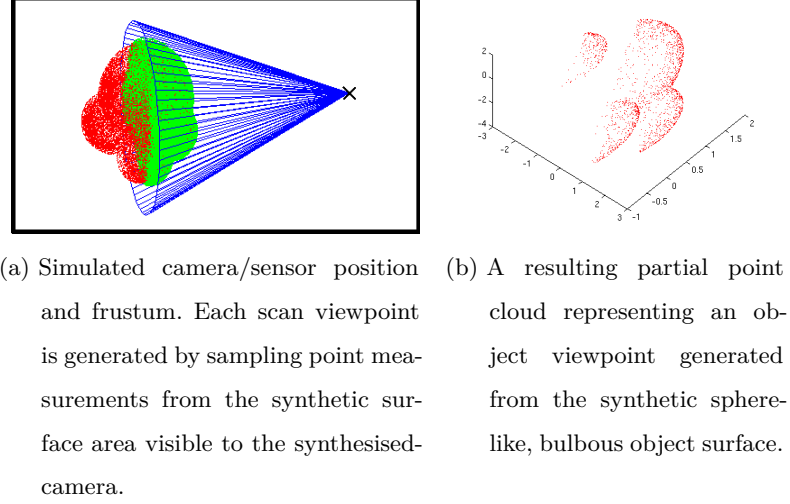 2
0
-2
-4
-3
-2
-1
0
1
2
3
-1
-0.5
0
0.5
1
1.5
2
(a) Simulated camera/sensor position
and frustum. Each scan viewpoint
is generated by sampling point mea-
surements from the synthetic sur-
face area visible to the synthesised-
camera.
(b) A resulting partial point
cloud representing an ob-
ject viewpoint generated
from the synthetic sphere-
like, bulbous object surface.